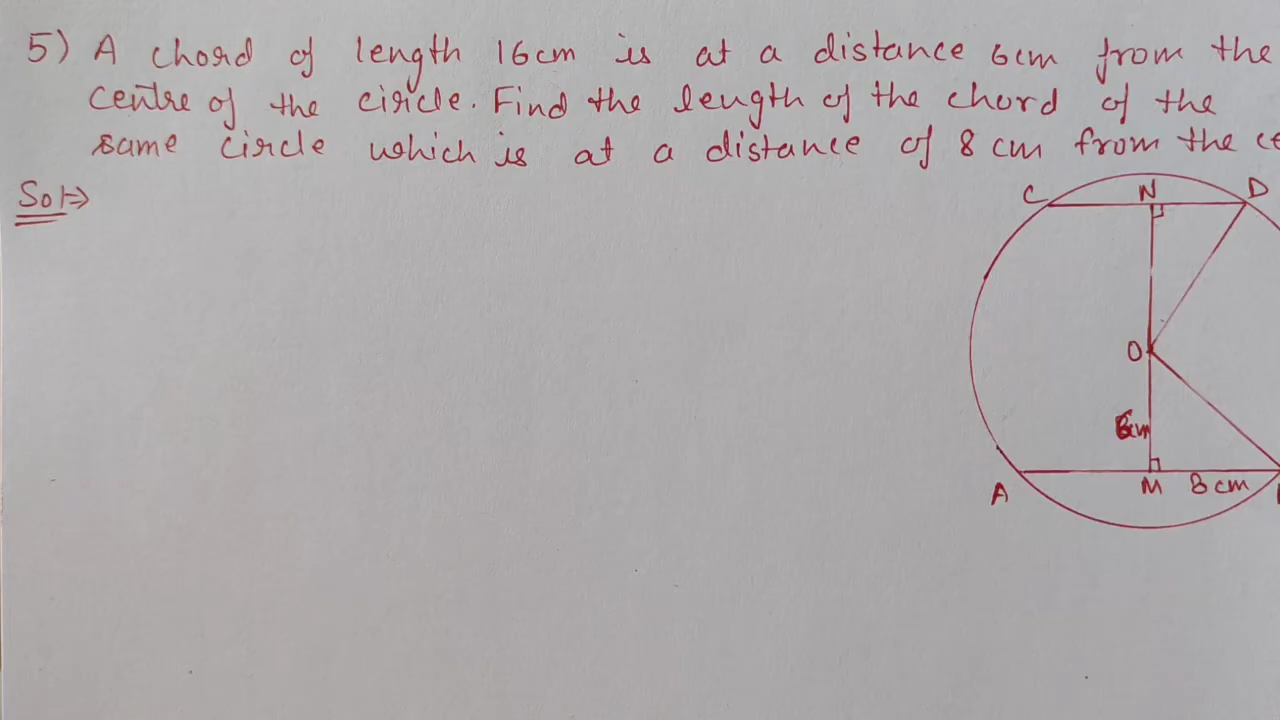 5) A chord of length 16cm is at a distance 6cm from the
centre of the circle. Find the length of the chord of the
same circle which is at a distance of 8 cm from the
Sol⇒
C N D
O
6cm
A M 8cm